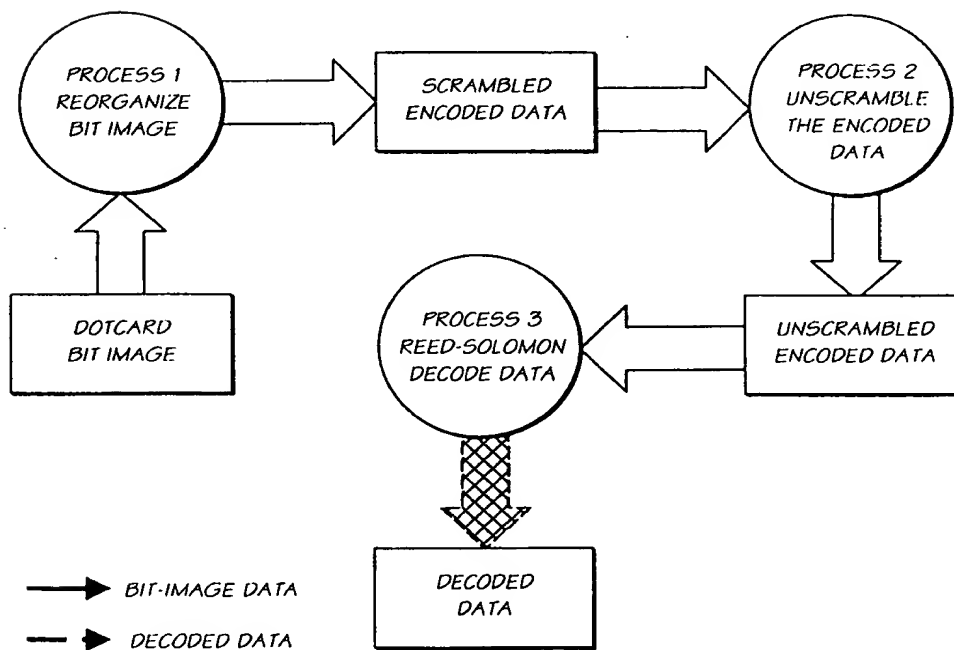 PROCESS 1
REORGANIZE
BIT IMAGE
SCRAMBLED
ENCODED DATA
PROCESS 2
UNSCRAMBLE
THE ENCODED
DATA
DOTCARD
BIT IMAGE
PROCESS 3
REED-SOLOMON
DECODE DATA
UNSCRAMBLED
ENCODED DATA
DECODED
DATA
BIT-IMAGE DATA
DECODED DATA